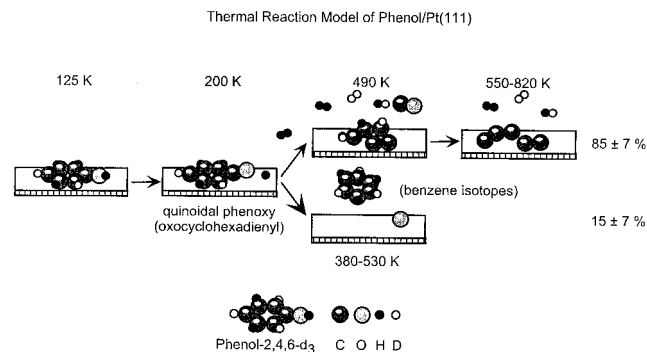 Thermal Reaction Model of Phenol/Pt(111)
125 K
200 K
490 K
550-820 K
85 ± 7 %
quinoidal phenoxy
(oxocyclohexadienyl)
(benzene isotopes)
15 ± 7 %
380-530 K
Phenol-2,4,6-d3
C O H D